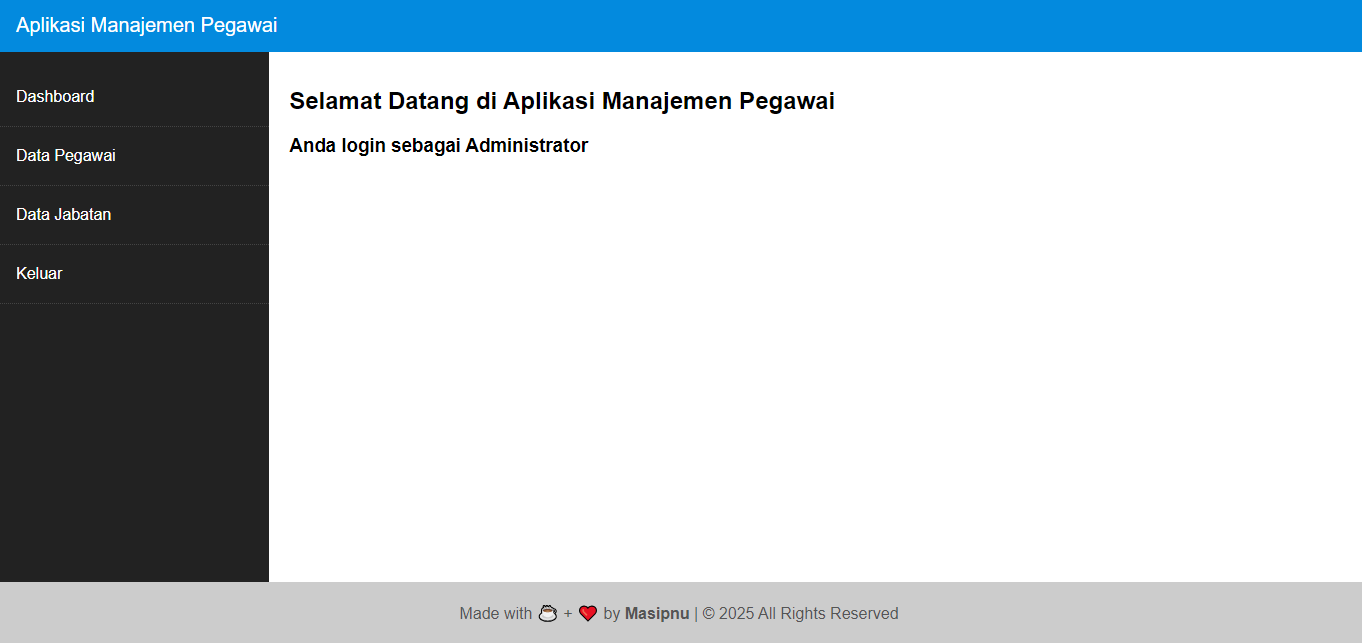 Aplikasi Manajemen Pegawai
Dashboard
Data Pegawai
Data Jabatan
Keluar
Selamat Datang di Aplikasi Manajemen Pegawai
Anda login sebagai Administrator
Made with ☕ + ❤️ by Masipnu | © 2025 All Rights Reserved